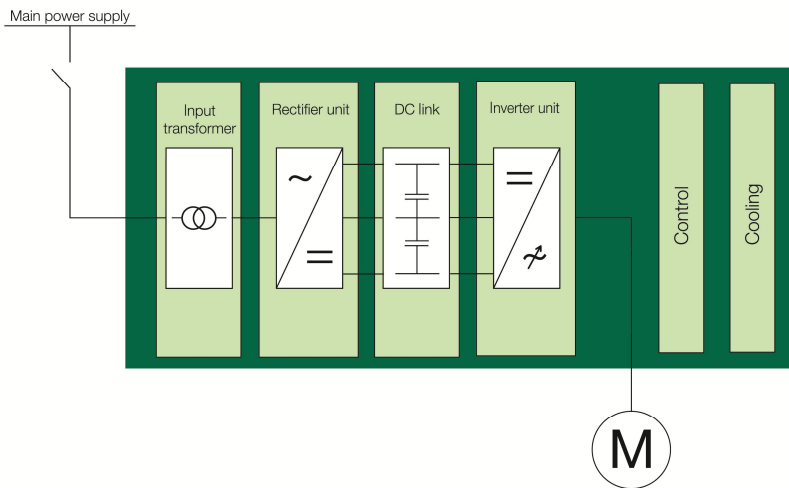 Main power supply
Input
transformer
Rectifier unit
DC link
Inverter unit
Control
Cooling
M